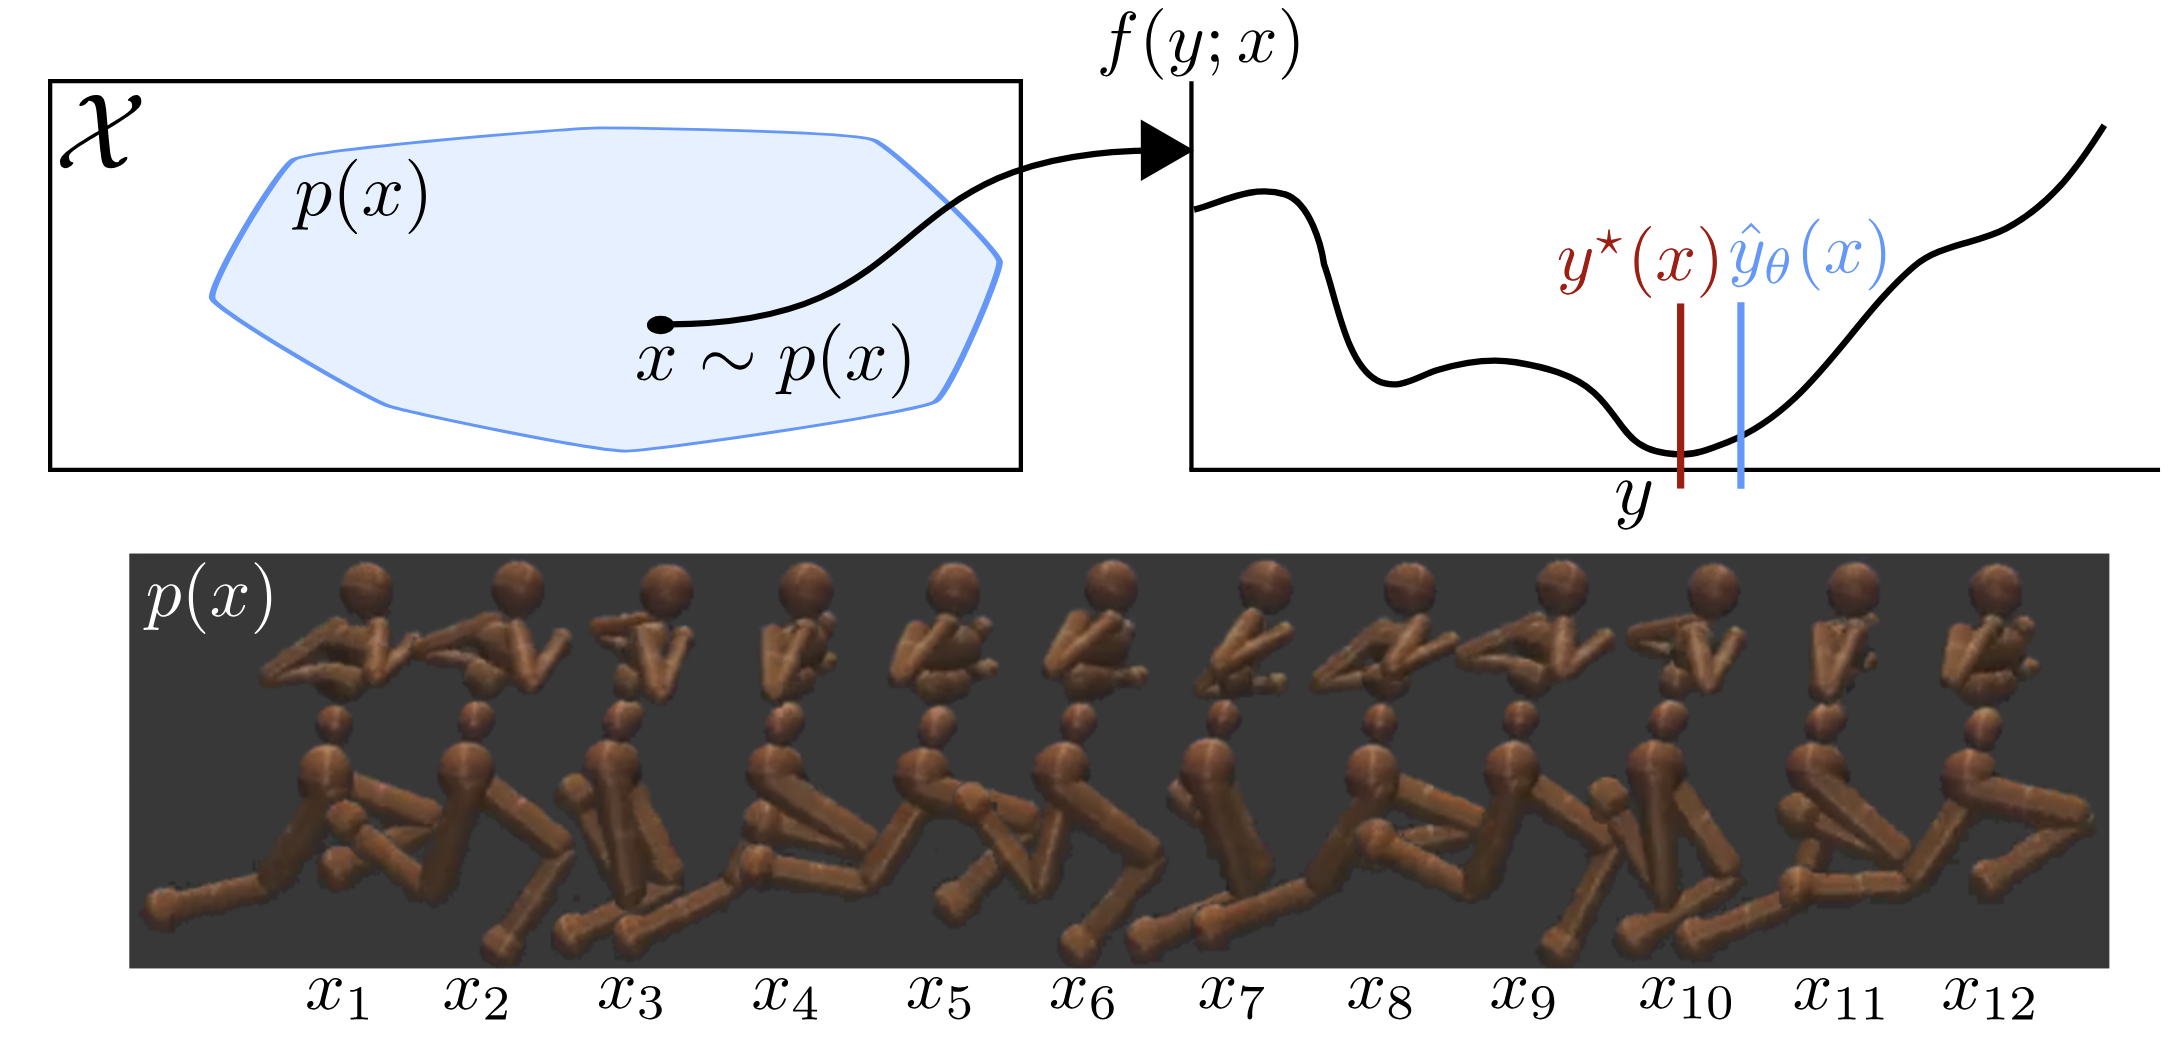 𝒳
p(x)
x ∼ p(x)
f(y; x)
y⋆(x) ŷθ(x)
y
p(x)
x₁ x₂ x₃ x₄ x₅ x₆ x₇ x₈ x₉ x₁₀ x₁₁ x₁₂